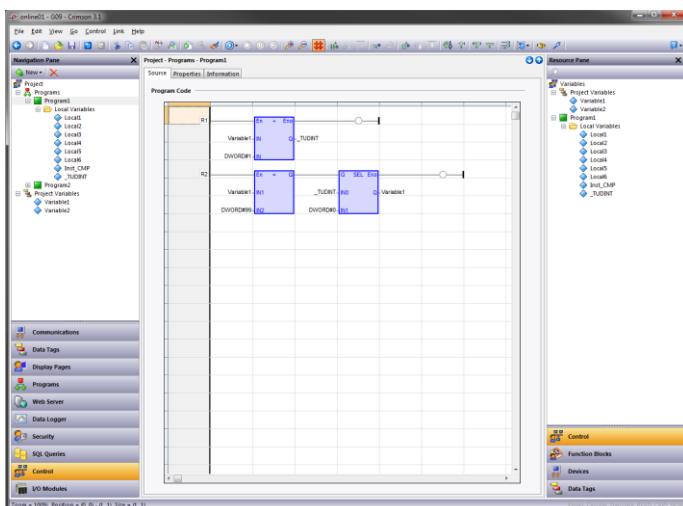 online01 - G09 - Crimson 3.1
File Edit View Go Control Link Help
Navigation Pane
New
Project
Programs
Program1
Local Variables
Local1
Local2
Local3
Local4
Local5
Local6
Inst_CMP
_TUDINT
Program2
Project Variables
Variable1
Variable2
Communications
Data Tags
Display Pages
Programs
Web Server
Data Logger
Security
SQL Queries
Control
I/O Modules
Project - Programs - Program1
Source Properties Information
Program Code
R1
En + Eno
Variable1 IN Q _TUDINT
DWORD#1 IN
R2
En = Q G SEL Eno
Variable1 IN1 _TUDINT IN0 Q Variable1
DWORD#99 IN2 DWORD#0 IN1
Resource Pane
Variables
Project Variables
Variable1
Variable2
Program1
Local Variables
Local1
Local2
Local3
Local4
Local5
Local6
Inst_CMP
_TUDINT
Control
Function Blocks
Devices
Data Tags